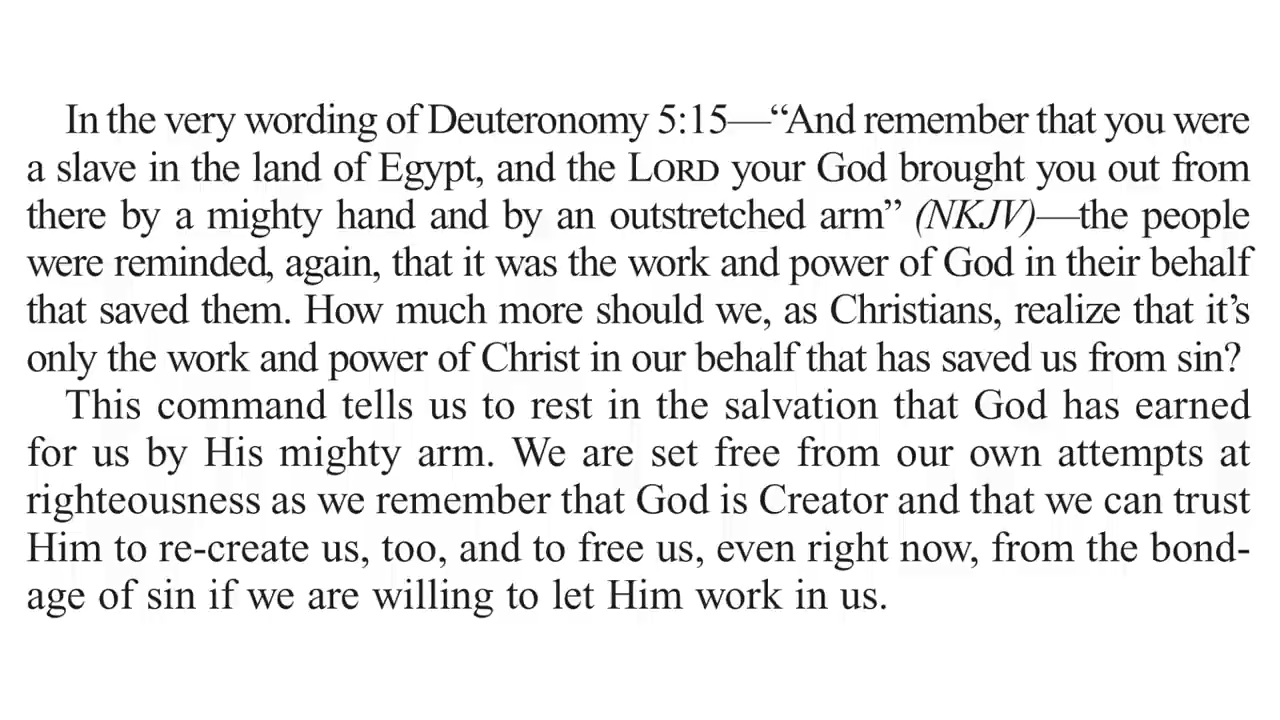 In the very wording of Deuteronomy 5:15—“And remember that you were
a slave in the land of Egypt, and the LORD your God brought you out from
there by a mighty hand and by an outstretched arm” (NKJV)—the people
were reminded, again, that it was the work and power of God in their behalf
that saved them. How much more should we, as Christians, realize that it’s
only the work and power of Christ in our behalf that has saved us from sin?
This command tells us to rest in the salvation that God has earned
for us by His mighty arm. We are set free from our own attempts at
righteousness as we remember that God is Creator and that we can trust
Him to re-create us, too, and to free us, even right now, from the bond-
age of sin if we are willing to let Him work in us.